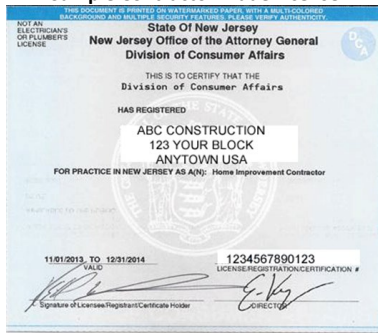 THIS DOCUMENT IS PRINTED ON WATERMARKED PAPER, WITH A MULTI-COLORED
BACKGROUND AND MULTIPLE SECURITY FEATURES. PLEASE VERIFY AUTHENTICITY.
NOT AN
ELECTRICIAN'S
OR PLUMBER'S
LICENSE
State Of New Jersey
New Jersey Office of the Attorney General
Division of Consumer Affairs
OCA
THIS IS TO CERTIFY THAT THE
Division of Consumer Affairs
HAS REGISTERED
ABC CONSTRUCTION
123 YOUR BLOCK
ANYTOWN USA
FOR PRACTICE IN NEW JERSEY AS A(N): Home Improvement Contractor
11/01/2013 TO 12/31/2014
VALID
1234567890123
LICENSE/REGISTRATION/CERTIFICATION #
Signature of Licensee/Registrant/Certificate Holder
DIRECTOR